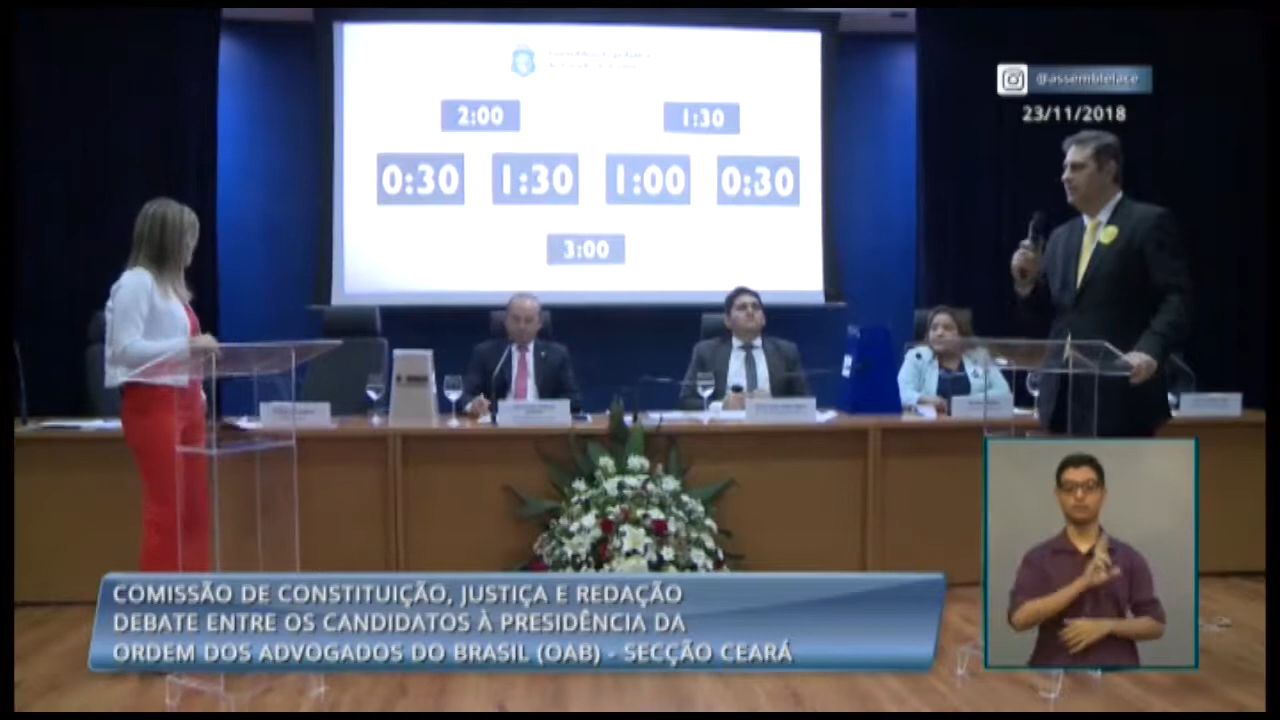 @assembleiace
23/11/2018
2:00
1:30
0:30
1:30
1:00
0:30
3:00
COMISSÃO DE CONSTITUIÇÃO, JUSTIÇA E REDAÇÃO
DEBATE ENTRE OS CANDIDATOS À PRESIDÊNCIA DA
ORDEM DOS ADVOGADOS DO BRASIL (OAB) - SECÇÃO CEARÁ